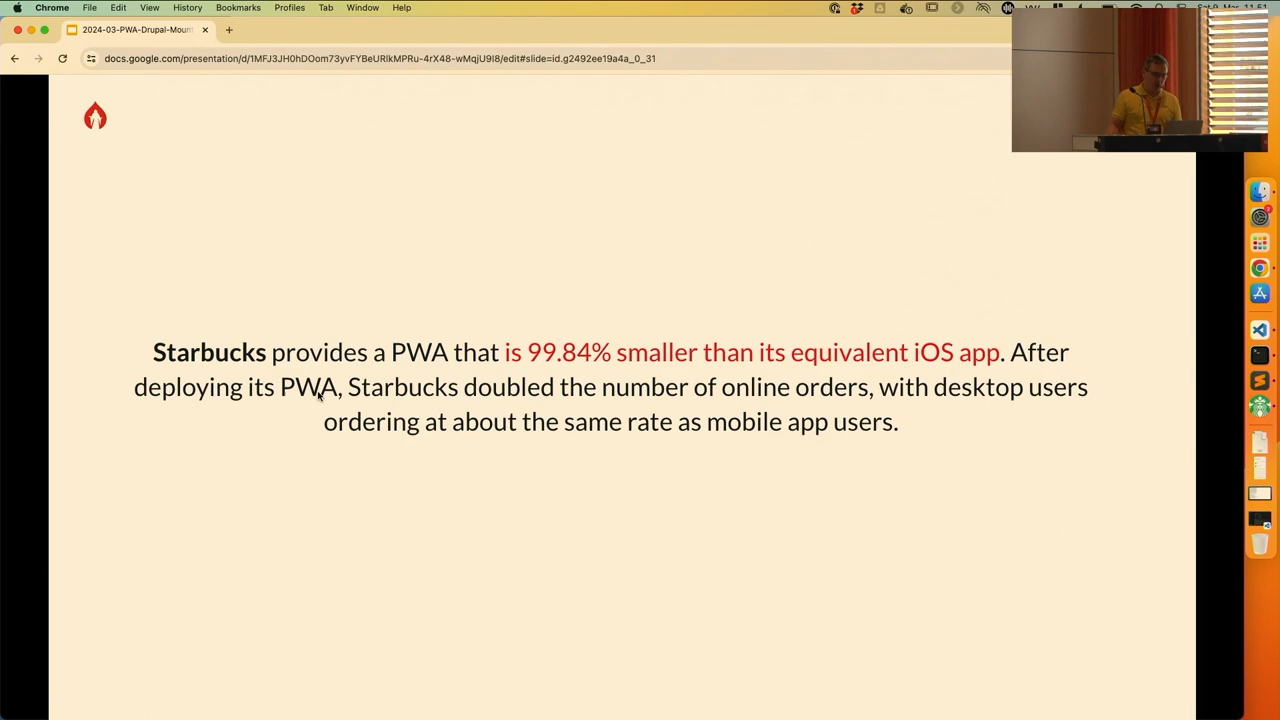 Chrome File Edit View History Bookmarks Profiles Tab Window Help
2024-03-PWA-Drupal-Moun
docs.google.com/presentation/d/1MFJ3JH0hDOom73yvFYBeURlkMPRu-4rX48-wMqjU9l8/edit#slide=id.g2492ee19a4a_0_31
Starbucks provides a PWA that is 99.84% smaller than its equivalent iOS app. After
deploying its PWA, Starbucks doubled the number of online orders, with desktop users
ordering at about the same rate as mobile app users.